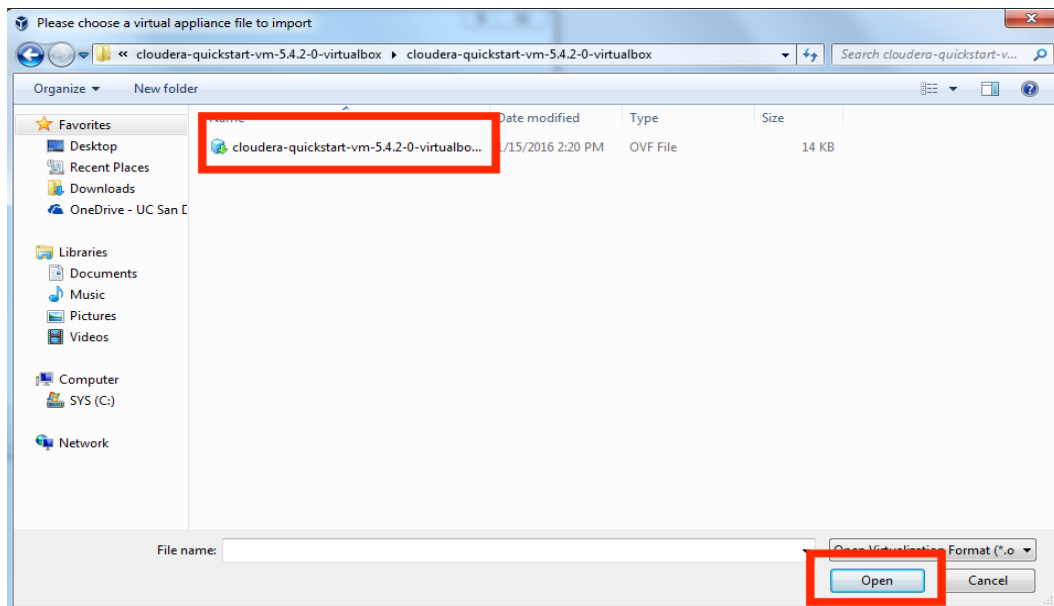 Please choose a virtual appliance file to import
« cloudera-quickstart-vm-5.4.2-0-virtualbox ▸ cloudera-quickstart-vm-5.4.2-0-virtualbox
Search cloudera-quickstart-v...
Organize New folder
Name Date modified Type Size
cloudera-quickstart-vm-5.4.2-0-virtualbo... 1/15/2016 2:20 PM OVF File 14 KB
Favorites
Desktop
Recent Places
Downloads
OneDrive - UC San D
Libraries
Documents
Music
Pictures
Videos
Computer
SYS (C:)
Network
File name: Open Virtualization Format (*.o
Open Cancel